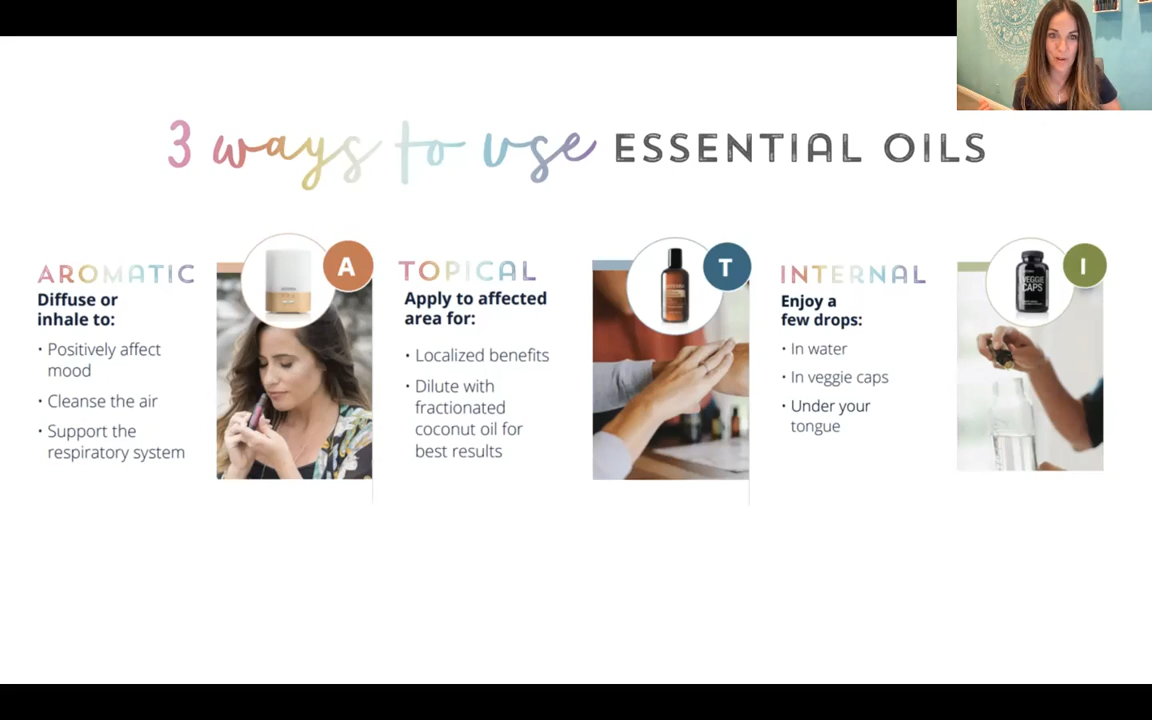 3 ways to use ESSENTIAL OILS
AROMATIC
A
Diffuse or
inhale to:
• Positively affect
mood
• Cleanse the air
• Support the
respiratory system
TOPICAL
T
Apply to affected
area for:
• Localized benefits
• Dilute with
fractionated
coconut oil for
best results
INTERNAL
I
Enjoy a
few drops:
• In water
• In veggie caps
• Under your
tongue
VEGGIE
CAPS